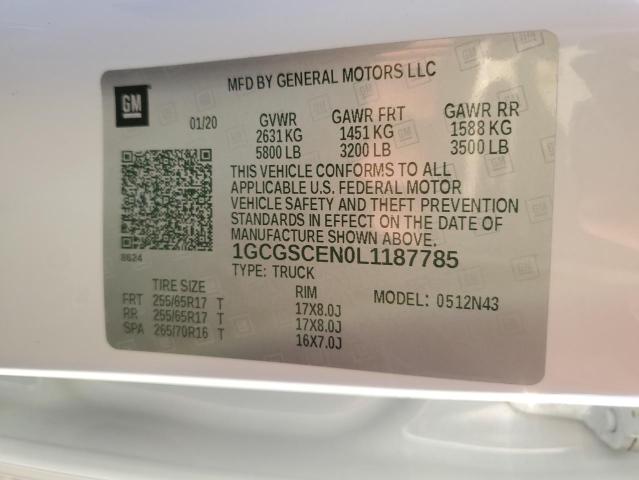 MFD BY GENERAL MOTORS LLC
GM
01/20
GVWR GAWR FRT GAWR RR
2631 KG 1451 KG 1588 KG
5800 LB 3200 LB 3500 LB
THIS VEHICLE CONFORMS TO ALL
APPLICABLE U.S. FEDERAL MOTOR
VEHICLE SAFETY AND THEFT PREVENTION
STANDARDS IN EFFECT ON THE DATE OF
MANUFACTURE SHOWN ABOVE.
8624
1GCGSCEN0L1187785
TYPE: TRUCK
TIRE SIZE RIM MODEL: 0512N43
FRT 255/65R17 T 17X8.0J
RR 255/65R17 T 17X8.0J
SPA 265/70R16 T 16X7.0J